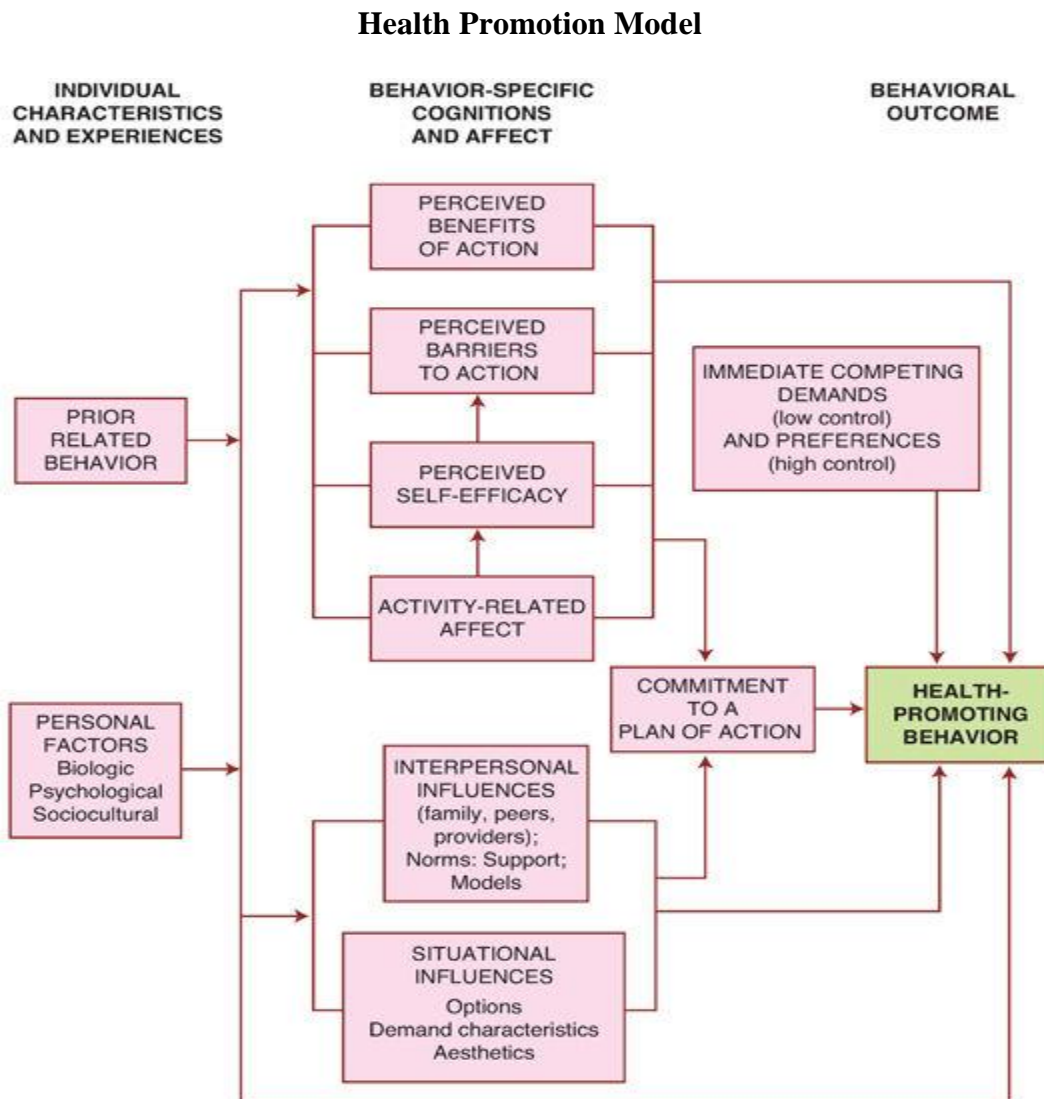 Health Promotion Model
INDIVIDUAL
CHARACTERISTICS
AND EXPERIENCES
BEHAVIOR-SPECIFIC
COGNITIONS
AND AFFECT
BEHAVIORAL
OUTCOME
PERCEIVED
BENEFITS
OF ACTION
PERCEIVED
BARRIERS
TO ACTION
IMMEDIATE COMPETING
DEMANDS
(low control)
AND PREFERENCES
(high control)
PRIOR
RELATED
BEHAVIOR
PERCEIVED
SELF-EFFICACY
ACTIVITY-RELATED
AFFECT
COMMITMENT
TO A
PLAN OF ACTION
HEALTH-
PROMOTING
BEHAVIOR
PERSONAL
FACTORS
Biologic
Psychological
Sociocultural
INTERPERSONAL
INFLUENCES
(family, peers,
providers);
Norms: Support;
Models
SITUATIONAL
INFLUENCES
Options
Demand characteristics
Aesthetics